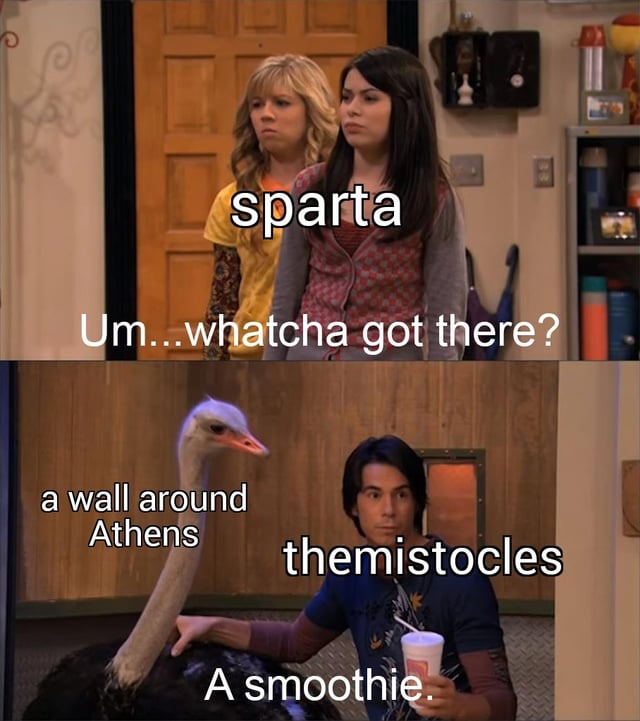 sparta
Um...whatcha got there?
a wall around
Athens
themistocles
A smoothie.